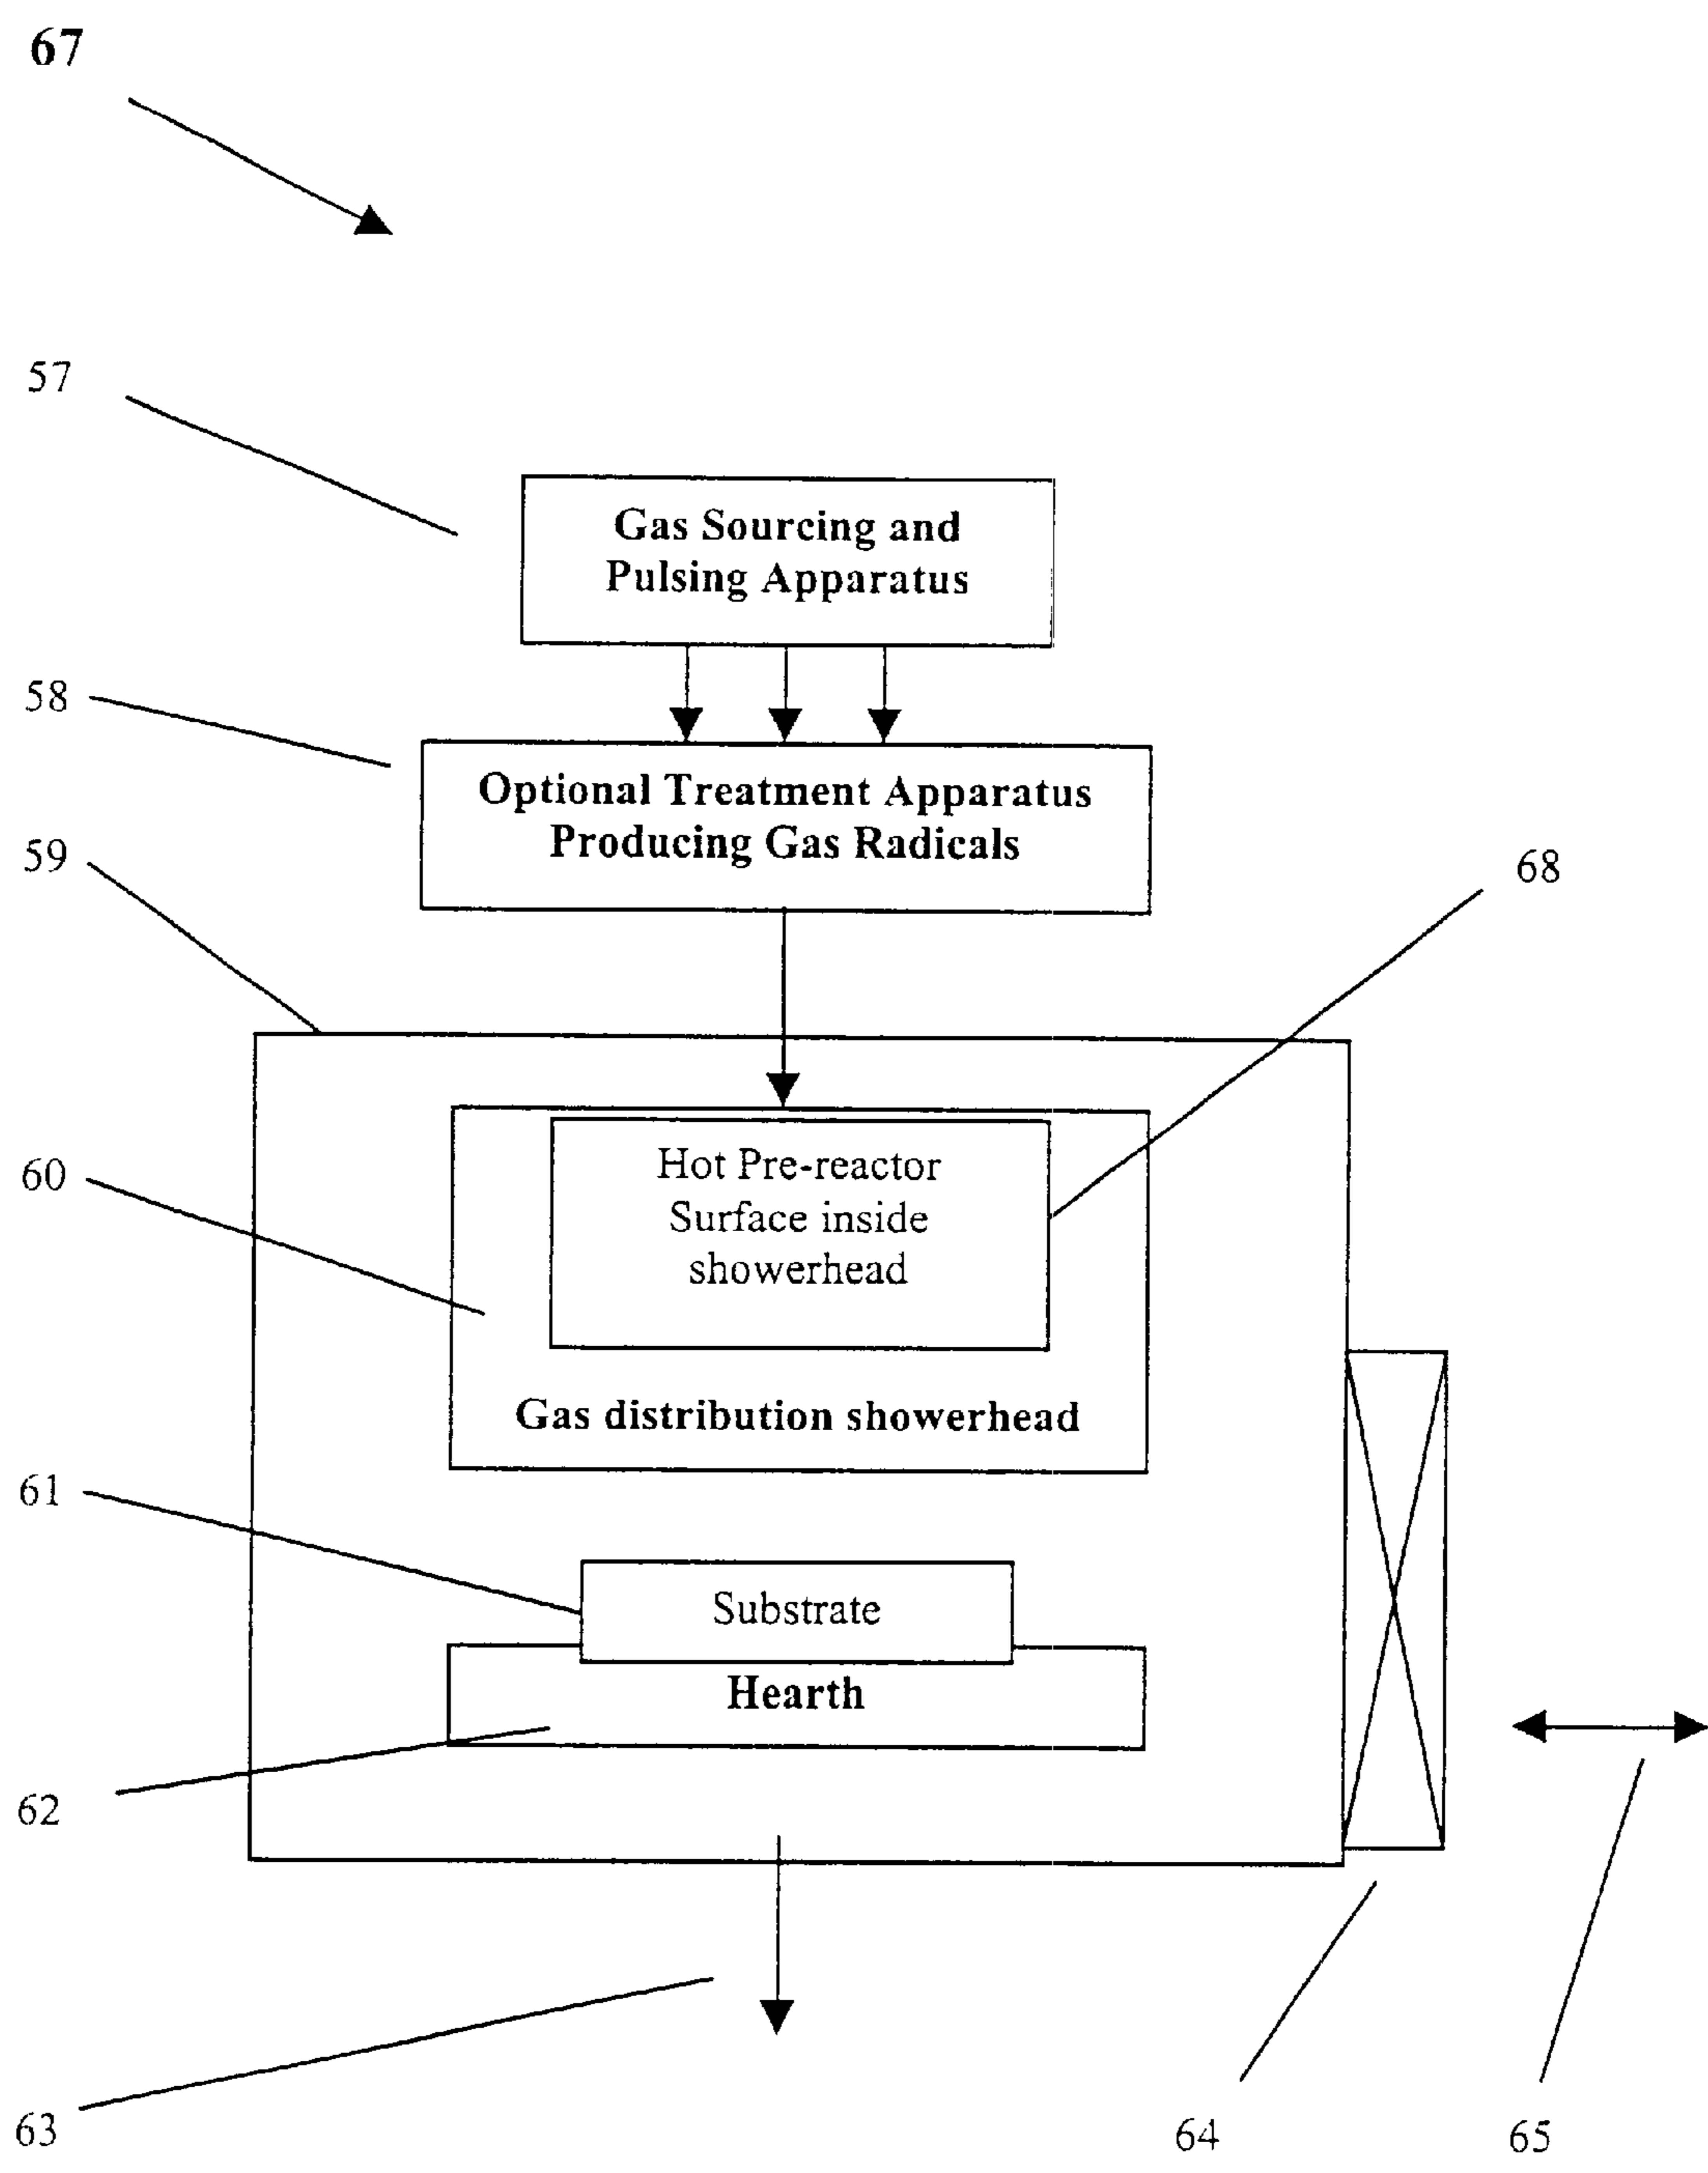 67
57
Gas Sourcing and
Pulsing Apparatus
58
Optional Treatment Apparatus
Producing Gas Radicals
59
68
Hot Pre-reactor
Surface inside
showerhead
60
Gas distribution showerhead
61
Substrate
Hearth
62
63
64
65